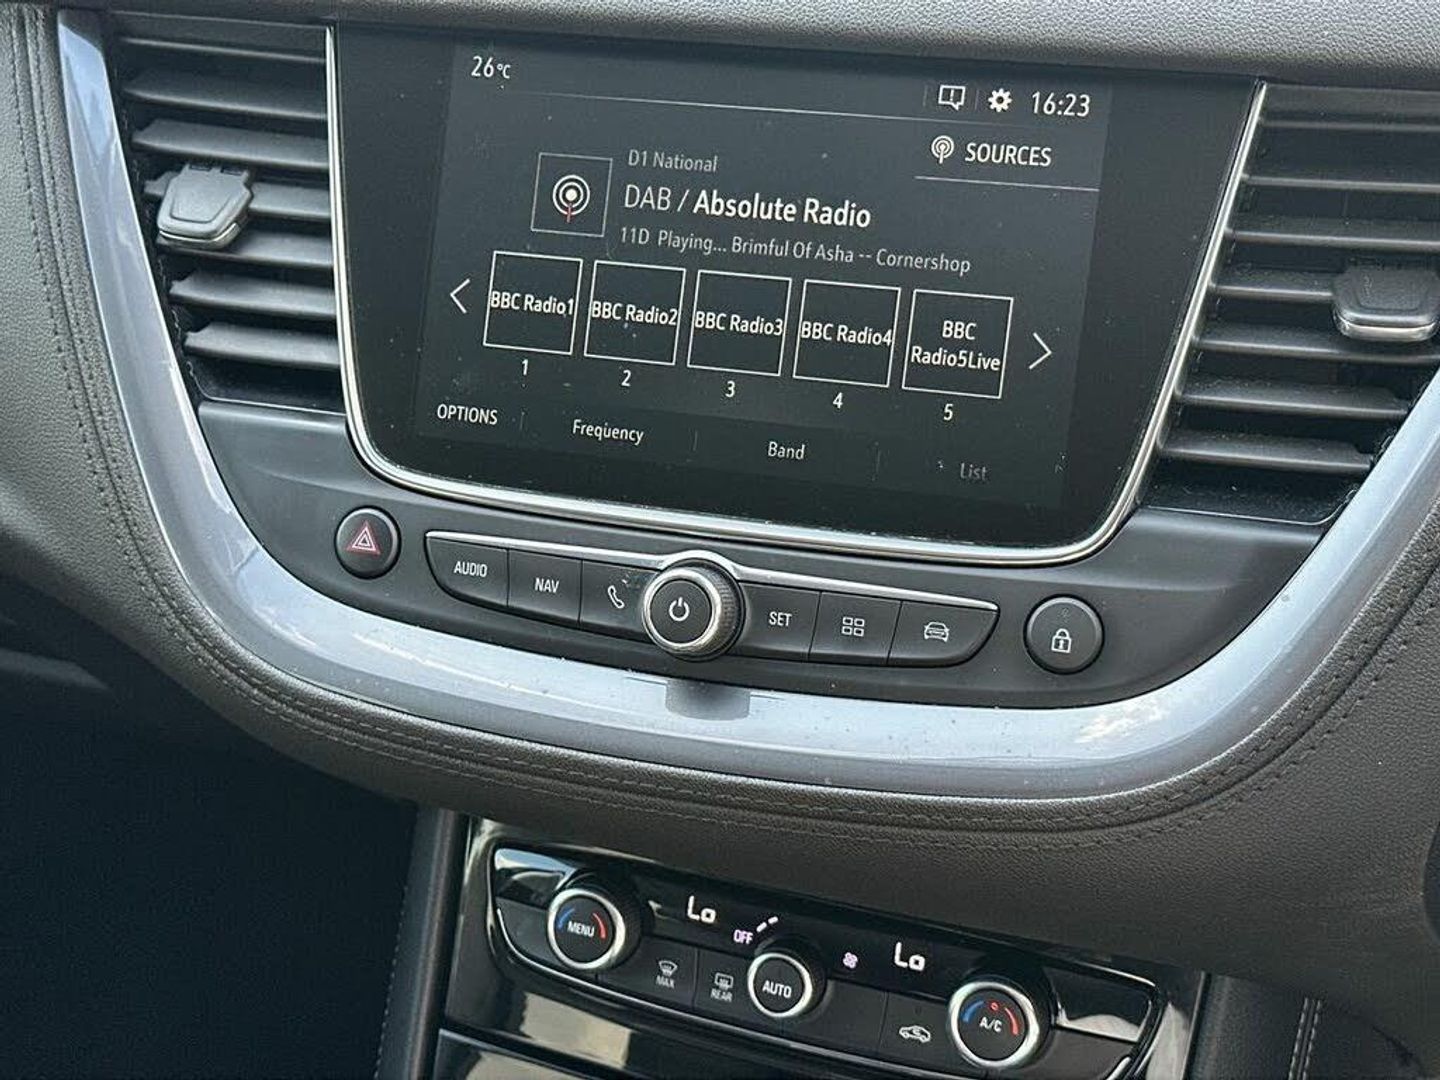 26°C
16:23
SOURCES
D1 National
DAB / Absolute Radio
11D Playing... Brimful Of Asha -- Cornershop
BBC Radio1
BBC Radio2
BBC Radio3
BBC Radio4
BBC
Radio5Live
1
2
3
4
5
OPTIONS
Frequency
Band
List
AUDIO
NAV
SET
Lo
OFF
Lo
MENU
MAX
REAR
AUTO
A/C